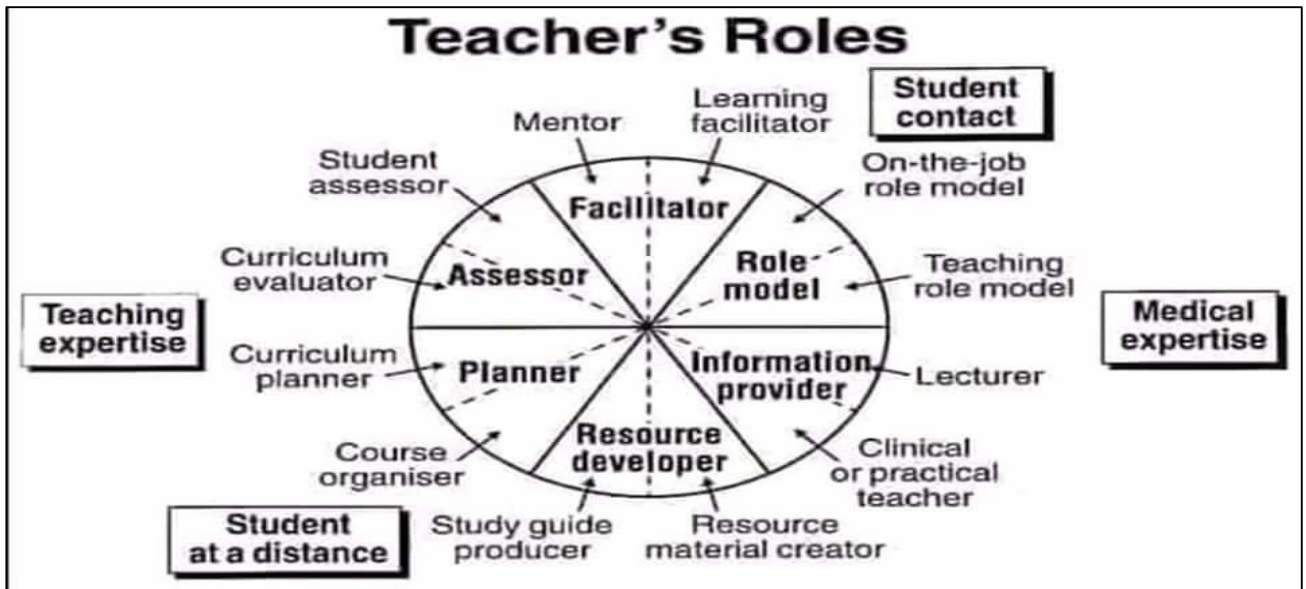 Teacher's Roles
Student
contact
Mentor
Learning
facilitator
Student
assessor
On-the-job
role model
Facilitator
Curriculum
evaluator
Assessor
Role
model
Teaching
role model
Teaching
expertise
Medical
expertise
Curriculum
planner
Planner
Information
provider
Lecturer
Resource
developer
Course
organiser
Clinical
or practical
teacher
Student
at a distance
Study guide
producer
Resource
material creator